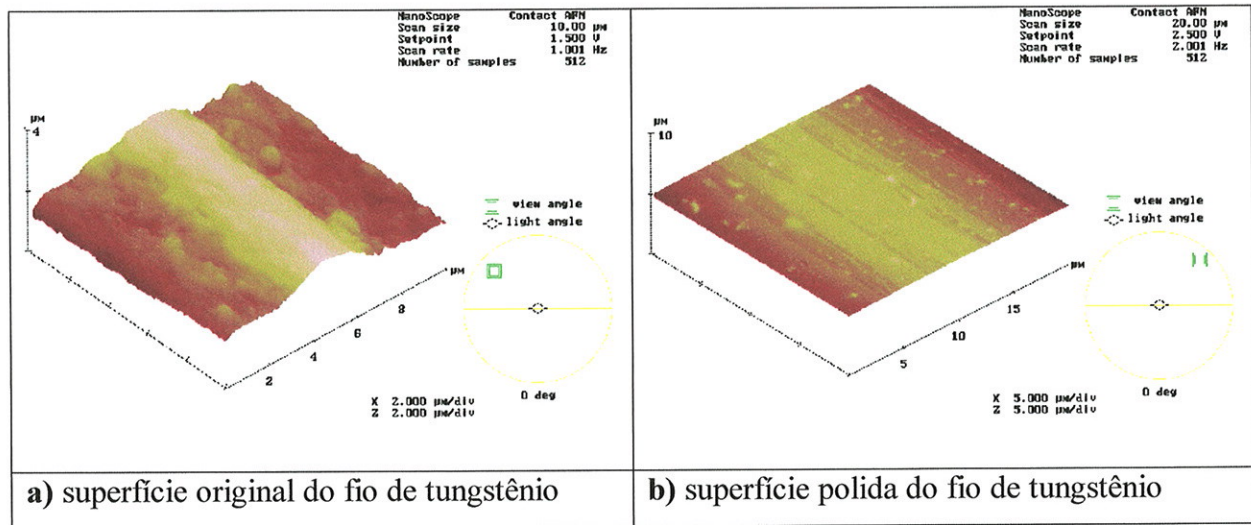 NanoScope Contact AFM
Scan size 10.00 µm
Setpoint 1.500 V
Scan rate 1.001 Hz
Number of samples 512
µM
4
view angle
light angle
µM
8
6
4
2
X 2.000 µm/div
Z 2.000 µm/div
0 deg
a) superfície original do fio de tungstênio
NanoScope Contact AFM
Scan size 20.00 µm
Setpoint 2.500 V
Scan rate 2.001 Hz
Number of samples 512
µM
10
view angle
light angle
µM
15
10
5
X 5.000 µm/div
Z 5.000 µm/div
0 deg
b) superfície polida do fio de tungstênio